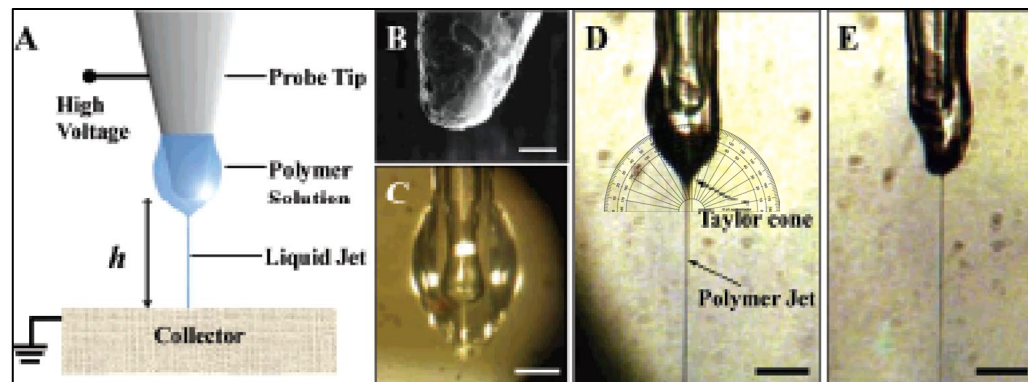 A
Probe Tip
High
Voltage
Polymer
Solution
h
Liquid Jet
Collector
B
C
D
Taylor cone
Polymer Jet
E